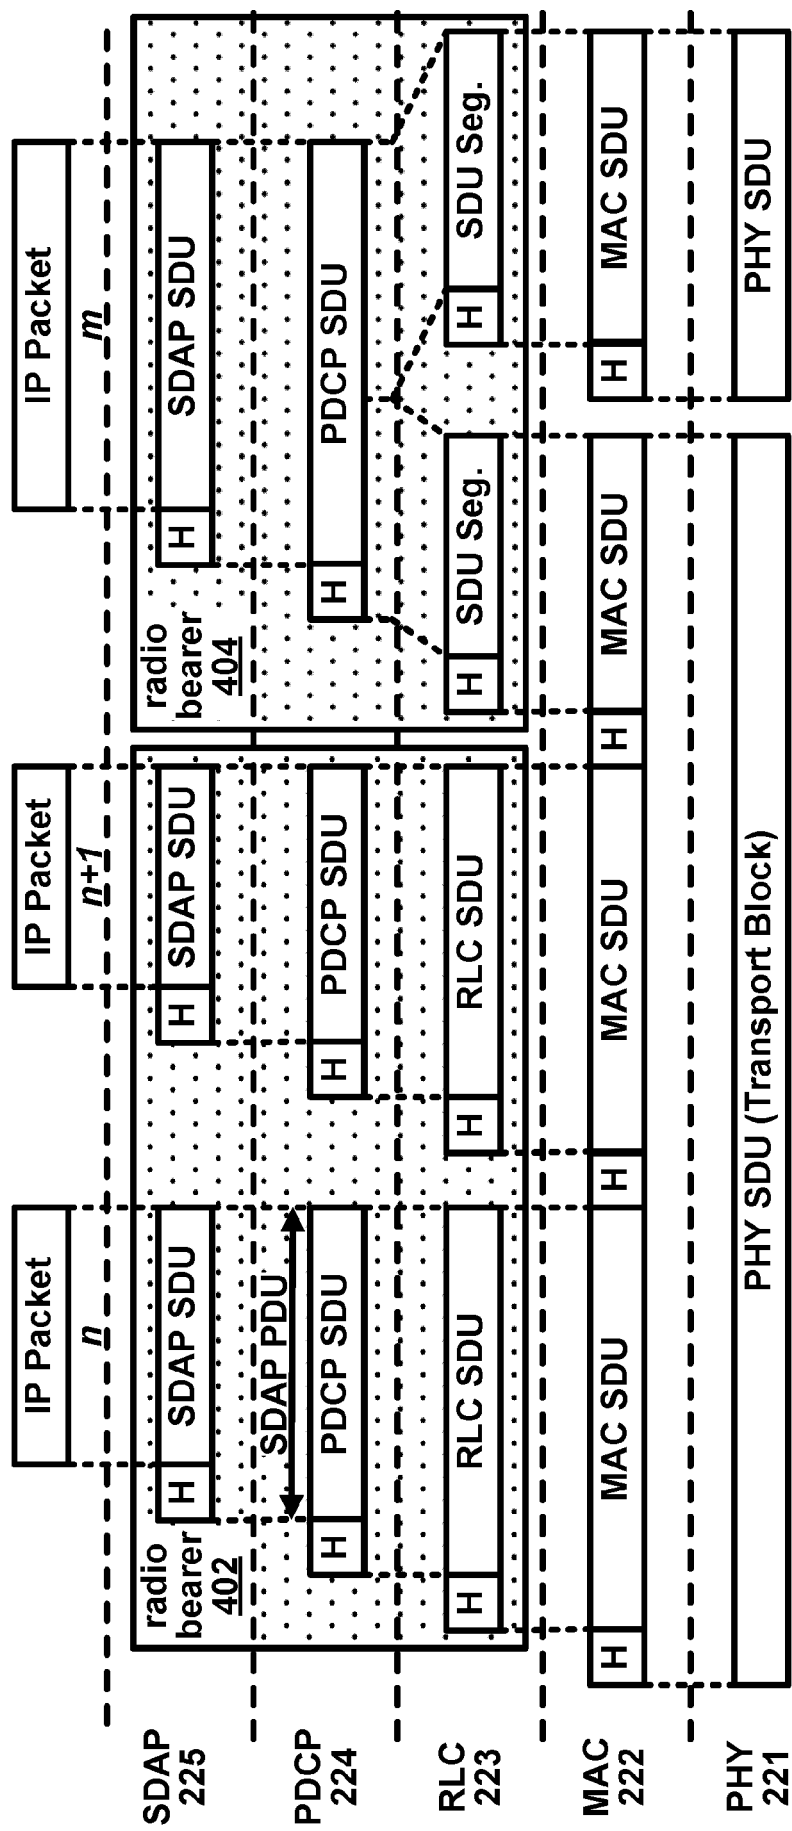 IP Packet
n
IP Packet
n+1
IP Packet
m
SDAP
225
radio
bearer
402
H
SDAP SDU
H
SDAP SDU
radio
bearer
404
H
SDAP SDU
SDAP PDU
PDCP
224
H
PDCP SDU
H
PDCP SDU
H
PDCP SDU
RLC
223
H
RLC SDU
H
RLC SDU
H
SDU Seg.
H
SDU Seg.
MAC
222
H
MAC SDU
H
MAC SDU
H
MAC SDU
H
MAC SDU
PHY
221
PHY SDU (Transport Block)
PHY SDU